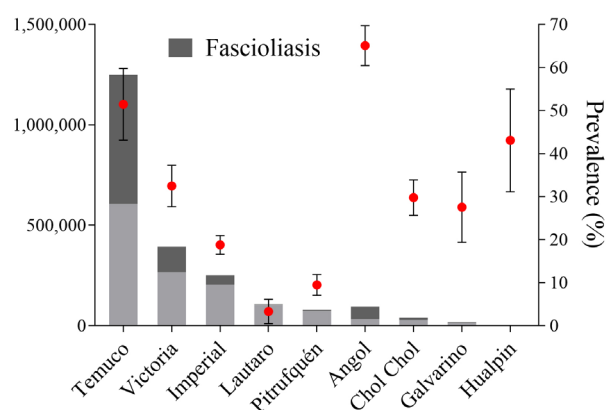 1,500,000
1,000,000
500,000
0
Fascioliasis
70
60
50
40
30
20
10
0
Prevalence (%)
Temuco
Victoria
Imperial
Lautaro
Pitrufquén
Angol
Chol Chol
Galvarino
Hualpin